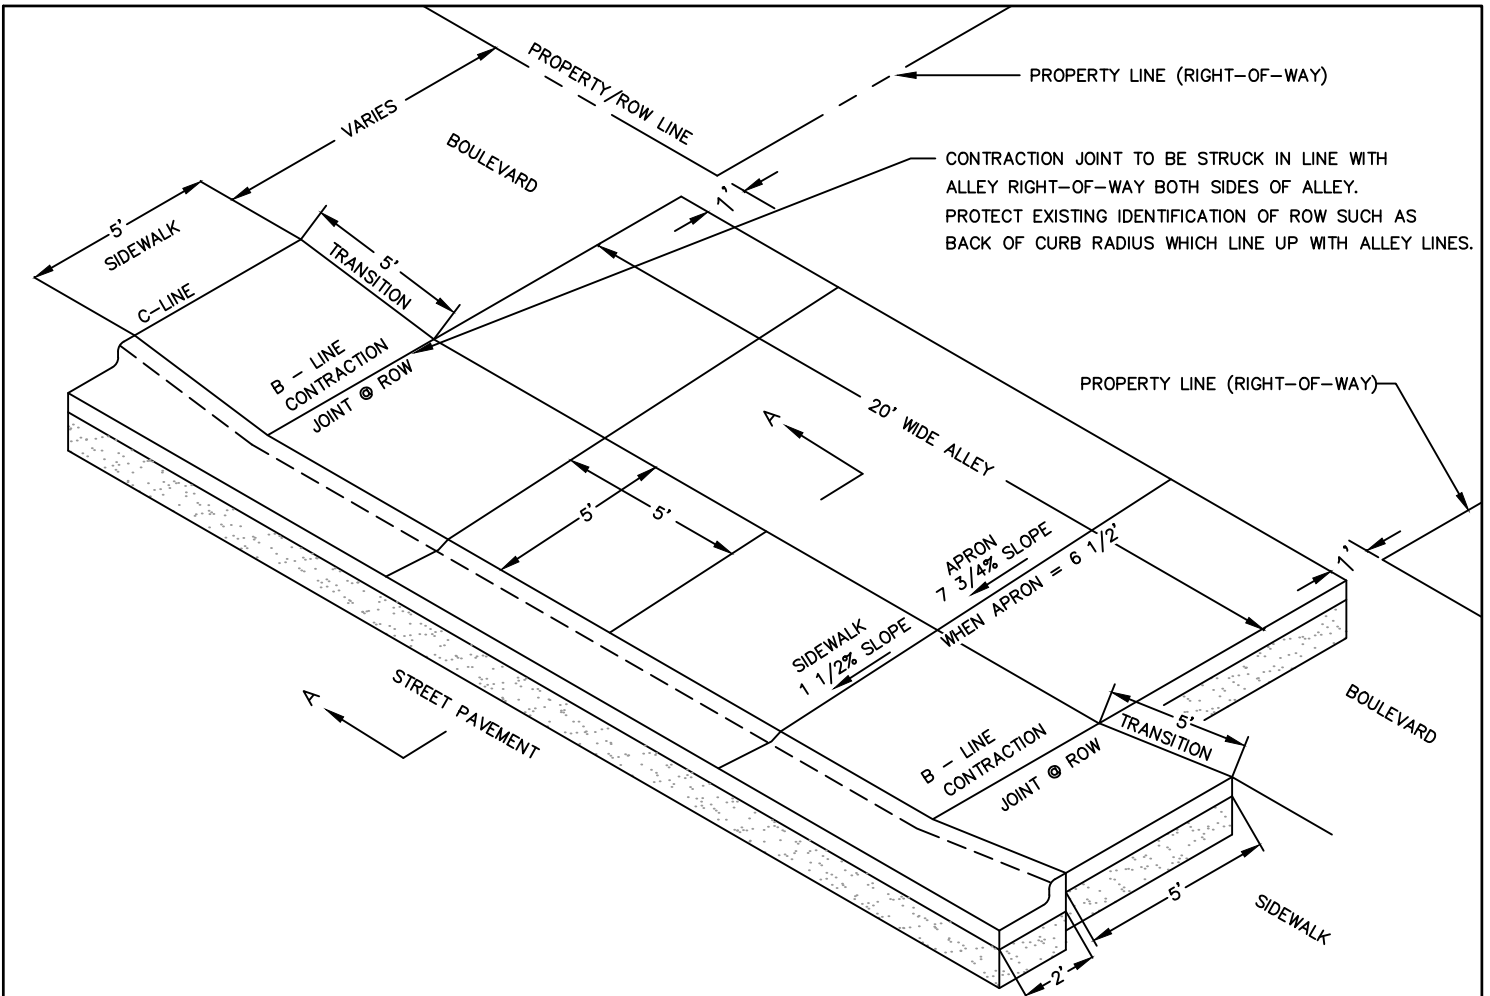 PROPERTY/ROW LINE
PROPERTY LINE (RIGHT-OF-WAY)
VARIES
BOULEVARD
CONTRACTION JOINT TO BE STRUCK IN LINE WITH
ALLEY RIGHT-OF-WAY BOTH SIDES OF ALLEY.
PROTECT EXISTING IDENTIFICATION OF ROW SUCH AS
BACK OF CURB RADIUS WHICH LINE UP WITH ALLEY LINES.
1'
5'
SIDEWALK
5'
TRANSITION
C-LINE
B - LINE
CONTRACTION
JOINT @ ROW
PROPERTY LINE (RIGHT-OF-WAY)
A
20' WIDE ALLEY
5'
5'
APRON
7 3/4% SLOPE
WHEN APRON = 6 1/2'
1'
SIDEWALK
1 1/2% SLOPE
A
STREET PAVEMENT
B - LINE
CONTRACTION
JOINT @ ROW
5'
TRANSITION
BOULEVARD
5'
SIDEWALK
2'